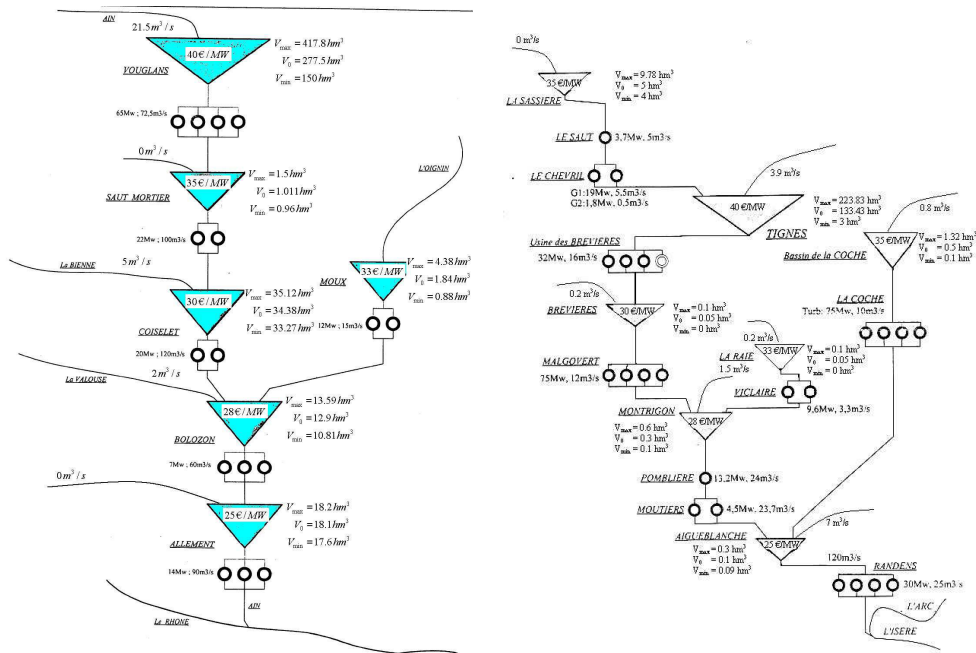 AIN
21.5m³/s
40€/MW
Vmax = 417.8hm³
V0 = 277.5hm³
Vmin = 150hm³
VOUGLANS
65Mw ; 72,5m3/s
0m³/s
35€/MW
Vmax = 1.5hm³
V0 = 1.011hm³
Vmin = 0.96hm³
SAUT MORTIER
L'OIGNIN
22Mw ; 100m3/s
La BIENNE
5m³/s
30€/MW
Vmax = 35.12hm³
V0 = 34.38hm³
Vmin = 33.27hm³
COISELET
33€/MW
Vmax = 4.38hm³
V0 = 1.84hm³
Vmin = 0.88hm³
MOUX
12Mw ; 15m3/s
20Mw ; 120m3/s
La VALOUSE
2m³/s
28€/MW
Vmax = 13.59hm³
V0 = 12.9hm³
Vmin = 10.81hm³
BOLOZON
7Mw ; 60m3/s
0m³/s
25€/MW
Vmax = 18.2hm³
V0 = 18.1hm³
Vmin = 17.6hm³
ALLEMENT
14Mw ; 90m3/s
AIN
Le RHONE
0 m³/s
35€/MW
Vmax = 9.78 hm³
V0 = 5 hm³
Vmin = 4 hm³
LA SASSIERE
LE SAUT
3,7Mw, 5m3/s
LE CHEVRIL
G1:19Mw, 5,5m3/s
G2:1,8Mw, 0,5m3/s
3.9 m³/s
40€/MW
Vmax = 223.83 hm³
V0 = 133.43 hm³
Vmin = 3 hm³
TIGNES
0.8 m³/s
35€/MW
Vmax = 1.32 hm³
V0 = 0.5 hm³
Vmin = 0.1 hm³
Bassin de la COCHE
Usine des BREVIERES
32Mw, 16m3/s
0.2 m³/s
30 €/MW
Vmax = 0.1 hm³
V0 = 0.05 hm³
Vmin = 0 hm³
BREVIERES
LA COCHE
Turb: 75Mw, 10m3/s
MALGOVERT
75Mw, 12m3/s
0.2 m³/s
LA RAIE
33 €/MW
Vmax = 0.1 hm³
V0 = 0.05 hm³
Vmin = 0 hm³
1.5 m³/s
VICLAIRE
9,6Mw, 3,3m3/s
MONTRIGON
28 €/MW
Vmax = 0.6 hm³
V0 = 0.3 hm³
Vmin = 0.1 hm³
POMBLIERE
13,2Mw, 24m3/s
MOUTIERS
4,5Mw, 23,7m3/s
AIGUEBLANCHE
7 m³/s
25 €/MW
Vmax = 0.3 hm³
V0 = 0.1 hm³
Vmin = 0.09 hm³
120m3/s
RANDENS
30Mw, 25m3/s
L'ARC
L'ISERE